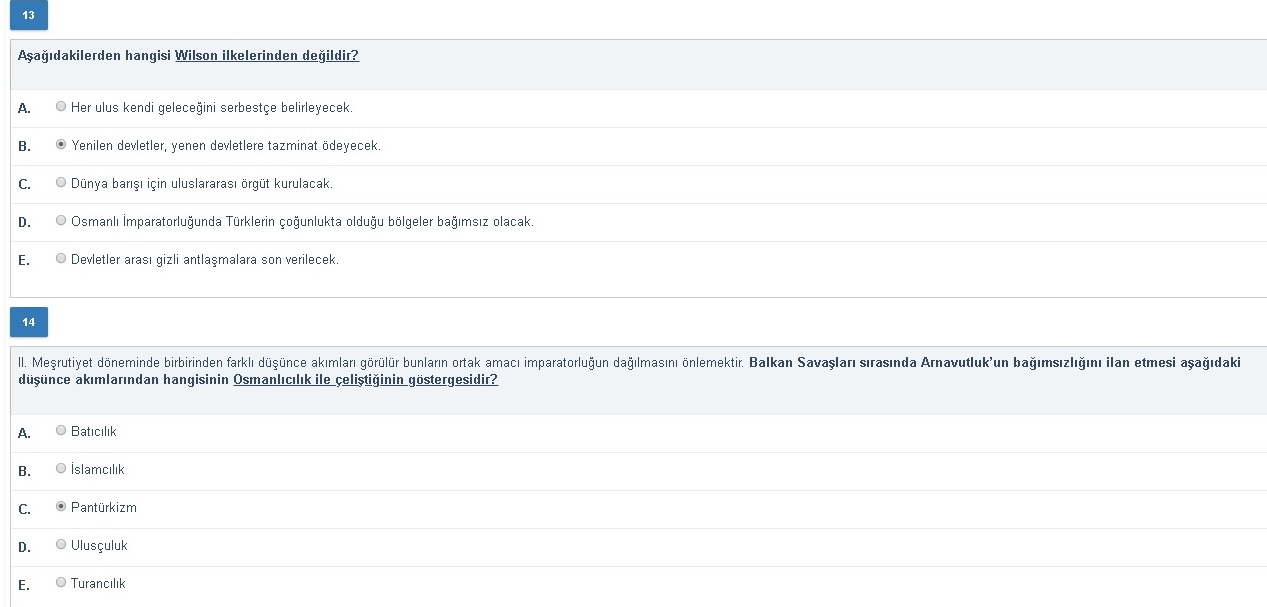 13
Aşağıdakilerden hangisi Wilson ilkelerinden değildir?
A. Her ulus kendi geleceğini serbestçe belirleyecek.
B. Yenilen devletler, yenen devletlere tazminat ödeyecek.
C. Dünya barışı için uluslararası örgüt kurulacak.
D. Osmanlı İmparatorluğunda Türklerin çoğunlukta olduğu bölgeler bağımsız olacak.
E. Devletler arası gizli antlaşmalara son verilecek.
14
II. Meşrutiyet döneminde birbirinden farklı düşünce akımları görülür bunların ortak amacı imparatorluğun dağılmasını önlemektir. Balkan Savaşları sırasında Arnavutluk'un bağımsızlığını ilan etmesi aşağıdaki
düşünce akımlarından hangisinin Osmanlıcılık ile çeliştiğinin göstergesidir?
A. Batıcılık
B. İslamcılık
C. Pantürkizm
D. Ulusçuluk
E. Turancılık